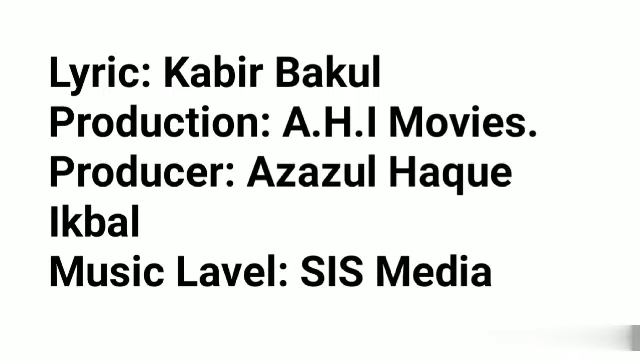 Lyric: Kabir Bakul
Production: A.H.I Movies.
Producer: Azazul Haque
Ikbal
Music Lavel: SIS Media